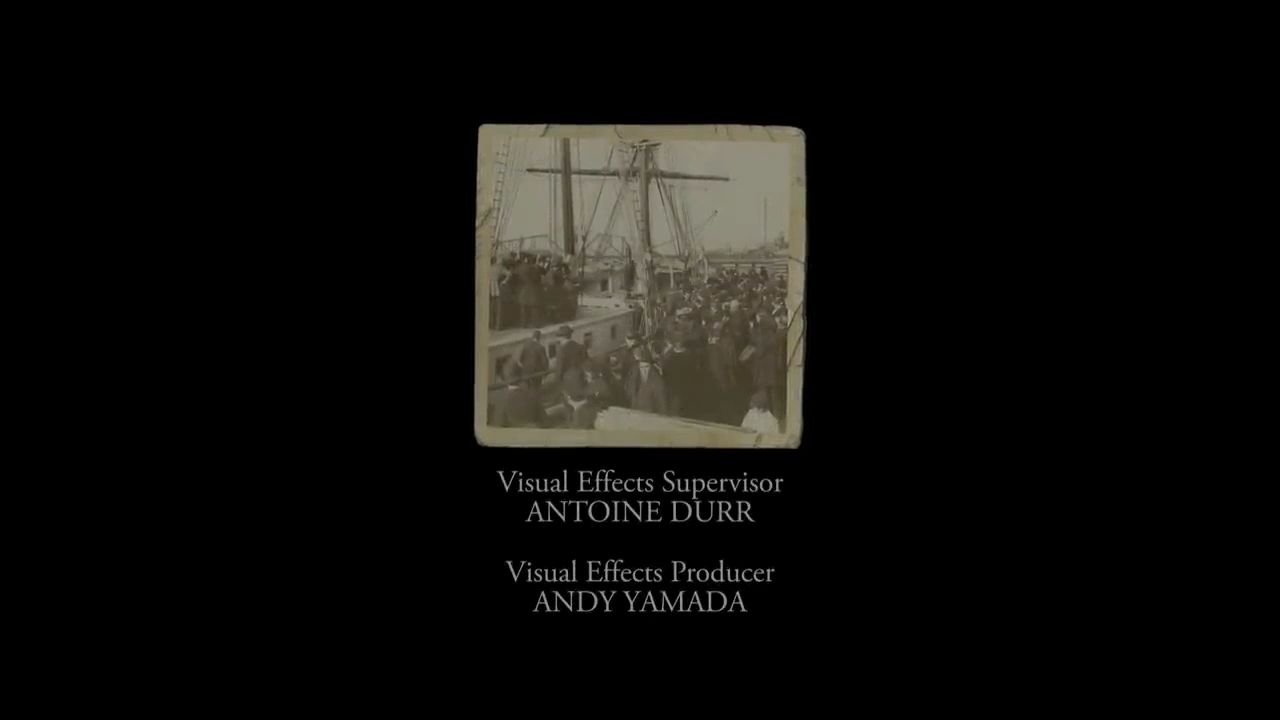 Visual Effects Supervisor
ANTOINE DURR
Visual Effects Producer
ANDY YAMADA